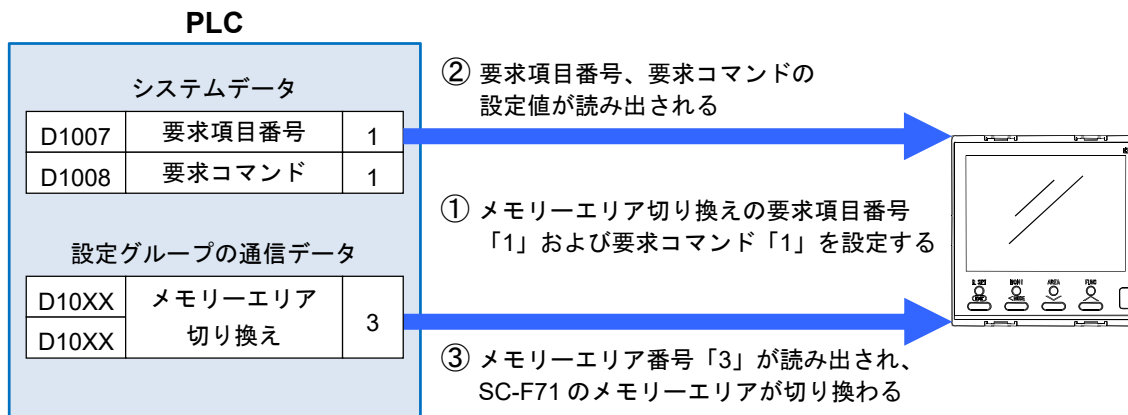 PLC
システムデータ
D1007 要求項目番号 1
D1008 要求コマンド 1
設定グループの通信データ
D10XX メモリーエリア
D10XX 切り換え 3
② 要求項目番号、要求コマンドの
設定値が読み出される
① メモリーエリア切り換えの要求項目番号
「1」および要求コマンド「1」を設定する
③ メモリーエリア番号「3」が読み出され、
SC-F71 のメモリーエリアが切り換わる
MONI AREA FUNC
<MODE